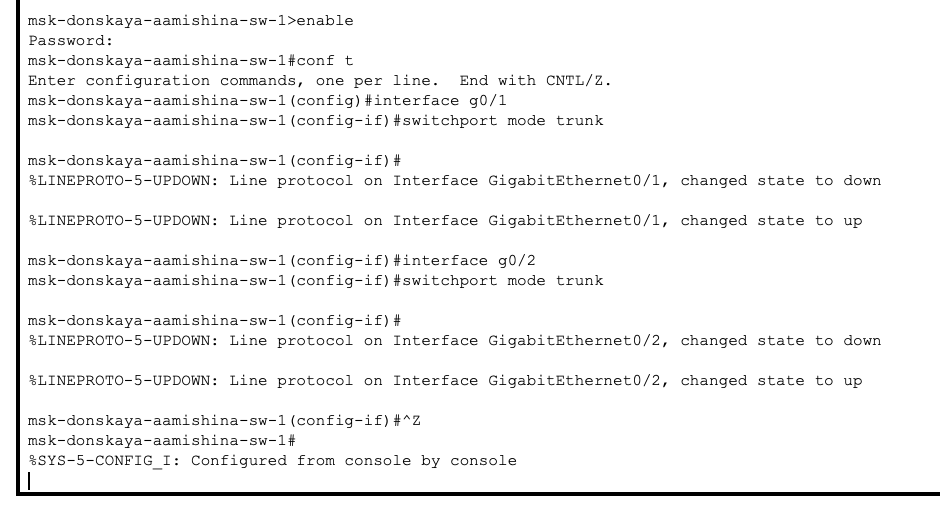 msk-donskaya-aamishina-sw-1>enable
Password:
msk-donskaya-aamishina-sw-1#conf t
Enter configuration commands, one per line.  End with CNTL/Z.
msk-donskaya-aamishina-sw-1(config)#interface g0/1
msk-donskaya-aamishina-sw-1(config-if)#switchport mode trunk
msk-donskaya-aamishina-sw-1(config-if)#
%LINEPROTO-5-UPDOWN: Line protocol on Interface GigabitEthernet0/1, changed state to down
%LINEPROTO-5-UPDOWN: Line protocol on Interface GigabitEthernet0/1, changed state to up
msk-donskaya-aamishina-sw-1(config-if)#interface g0/2
msk-donskaya-aamishina-sw-1(config-if)#switchport mode trunk
msk-donskaya-aamishina-sw-1(config-if)#
%LINEPROTO-5-UPDOWN: Line protocol on Interface GigabitEthernet0/2, changed state to down
%LINEPROTO-5-UPDOWN: Line protocol on Interface GigabitEthernet0/2, changed state to up
msk-donskaya-aamishina-sw-1(config-if)#^Z
msk-donskaya-aamishina-sw-1#
%SYS-5-CONFIG_I: Configured from console by console